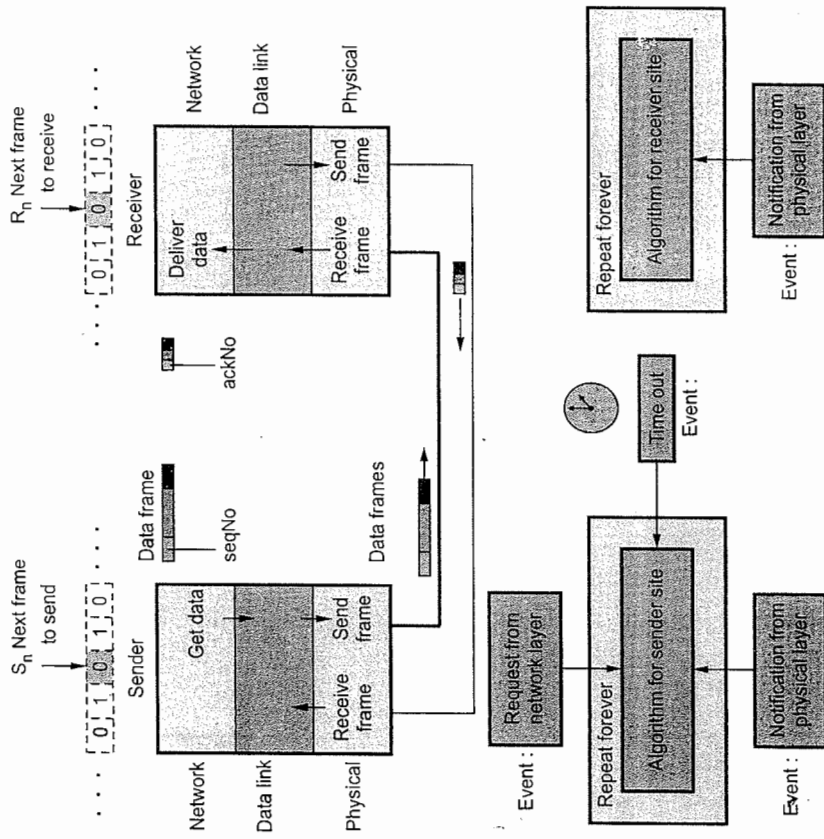 Sₙ Next frame
to send
Rₙ Next frame
to receive
. . . 0 1 0 1 0 . . .
. . . 0 1 0 1 0 . . .
Sender
Data frame
seqNo
ackNo
Receiver
Network
Get data
Deliver
data
Network
Data link
Data link
Physical
Receive
frame
Send
frame
Data frames
Receive
frame
Send
frame
Physical
Event :
Request from
network layer
Repeat forever
Algorithm for sender site
Time out
Event :
Event :
Notification from
physical layer
Repeat forever
Algorithm for receiver site
Event :
Notification from
physical layer